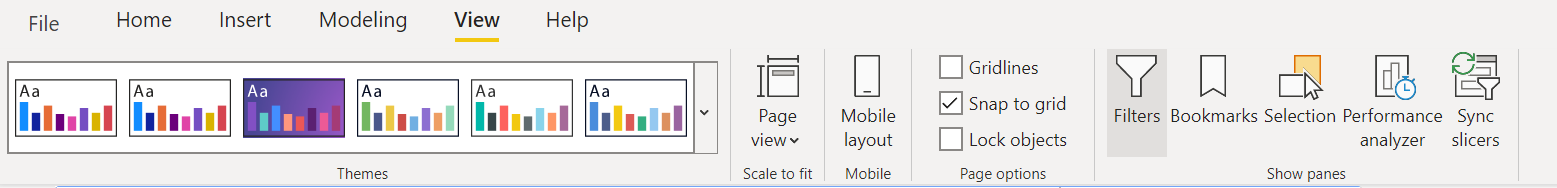 File Home Insert Modeling View Help
Aa Aa Aa Aa Aa Aa
Page
view
Mobile
layout
Gridlines
Snap to grid
Lock objects
Filters
Bookmarks
Selection
Performance
analyzer
Sync
slicers
Themes Scale to fit Mobile Page options Show panes